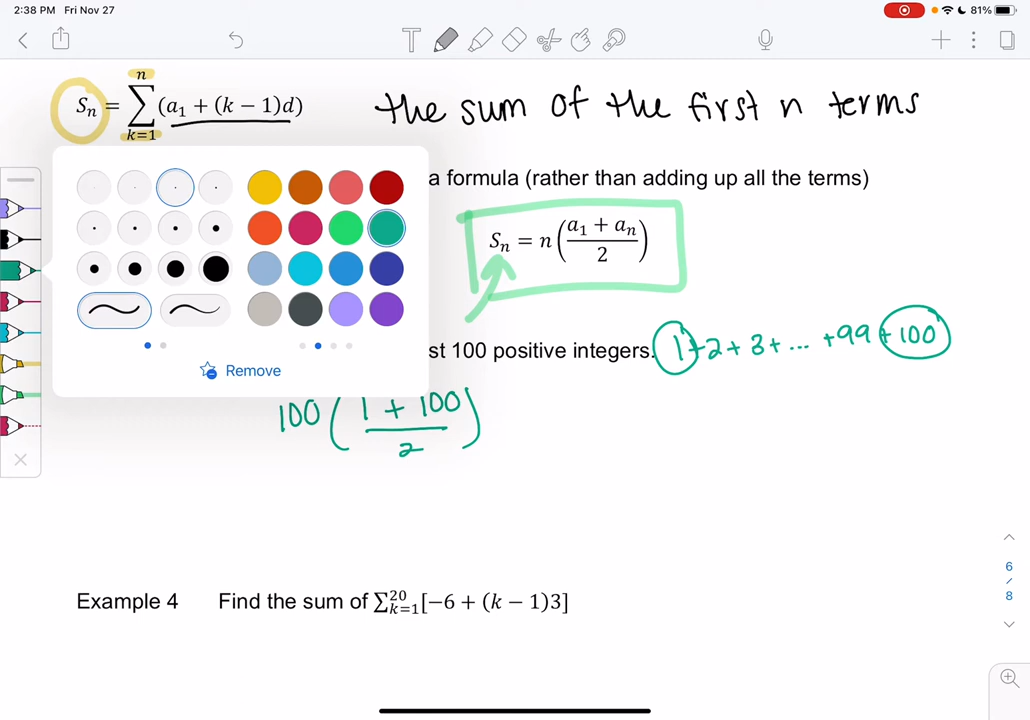 2:38 PM Fri Nov 27
81%
T
Sₙ = ∑ₖ₌₁ⁿ (a₁ + (k − 1)d) the sum of the first n terms
a formula (rather than adding up all the terms)
Sₙ = n((a₁ + aₙ)/2)
st 100 positive integers. 1+2+3+ ... +99+100
Remove
100 ((1 + 100)/2)
6
/
8
Example 4 Find the sum of ∑ₖ₌₁²⁰[−6 + (k − 1)3]